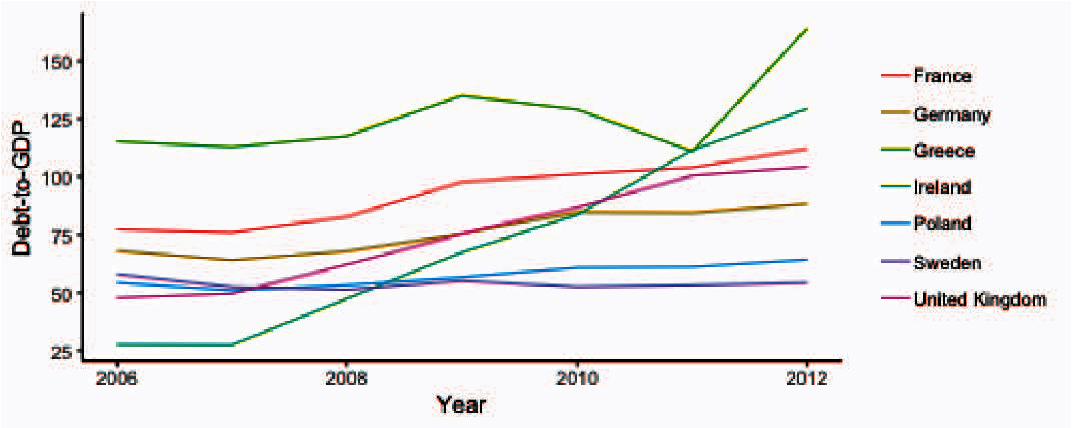 150
125
100
75
50
25
Debt-to-GDP
2006
2008
2010
2012
Year
France
Germany
Greece
Ireland
Poland
Sweden
United Kingdom